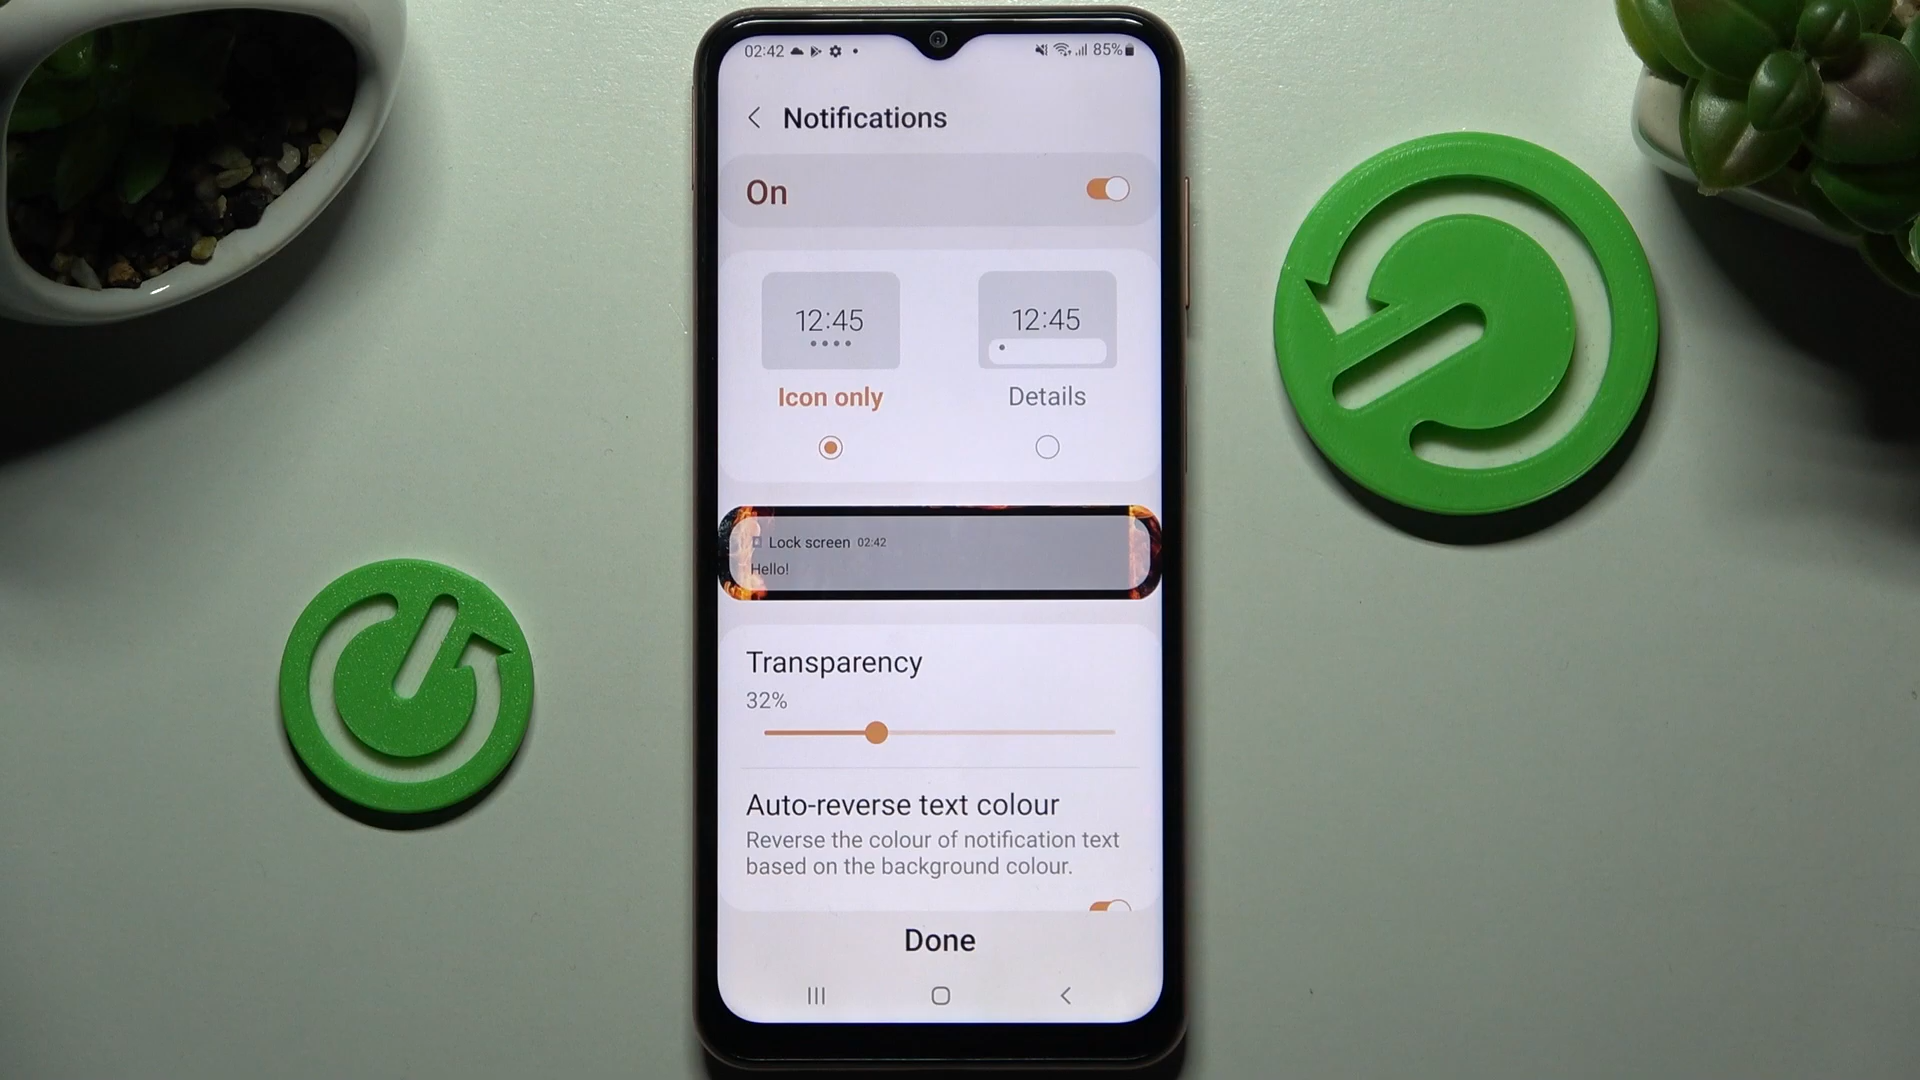 02:42 85%
Notifications
On
12:45 12:45
Icon only Details
Lock screen 02:42
Hello!
Transparency
32%
Auto-reverse text colour
Reverse the colour of notification text
based on the background colour.
Done